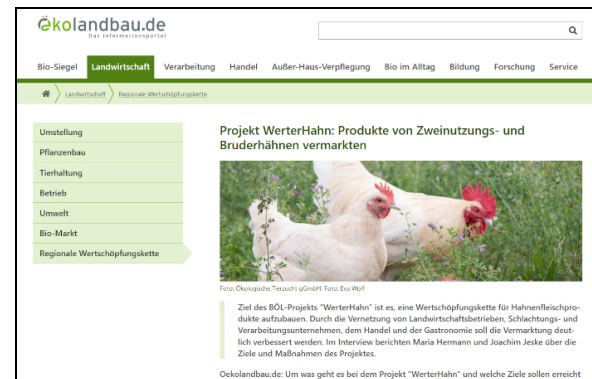 ökolandbau.de
Das Informationsportal
Bio-Siegel Landwirtschaft Verarbeitung Handel Außer-Haus-Verpflegung Bio im Alltag Bildung Forschung Service
Landwirtschaft Regionale Wertschöpfungskette
Umstellung
Pflanzenbau
Tierhaltung
Betrieb
Umwelt
Bio-Markt
Regionale Wertschöpfungskette
Projekt WerterHahn: Produkte von Zweinutzungs- und
Bruderhähnen vermarkten
Foto: Ökologische Tierzucht gGmbH. Foto: Eva Wolf.
Ziel des BÖL-Projekts "WerterHahn" ist es, eine Wertschöpfungskette für Hahnenfleischpro-
dukte aufzubauen. Durch die Vernetzung von Landwirtschaftsbetrieben, Schlachtungs- und
Verarbeitungsunternehmen, dem Handel und der Gastronomie soll die Vermarktung deut-
lich verbessert werden. Im Interview berichten Maria Hermann und Joachim Jeske über die
Ziele und Maßnahmen des Projektes.
Oekolandbau.de: Um was geht es bei dem Projekt "WerterHahn" und welche Ziele sollen erreicht